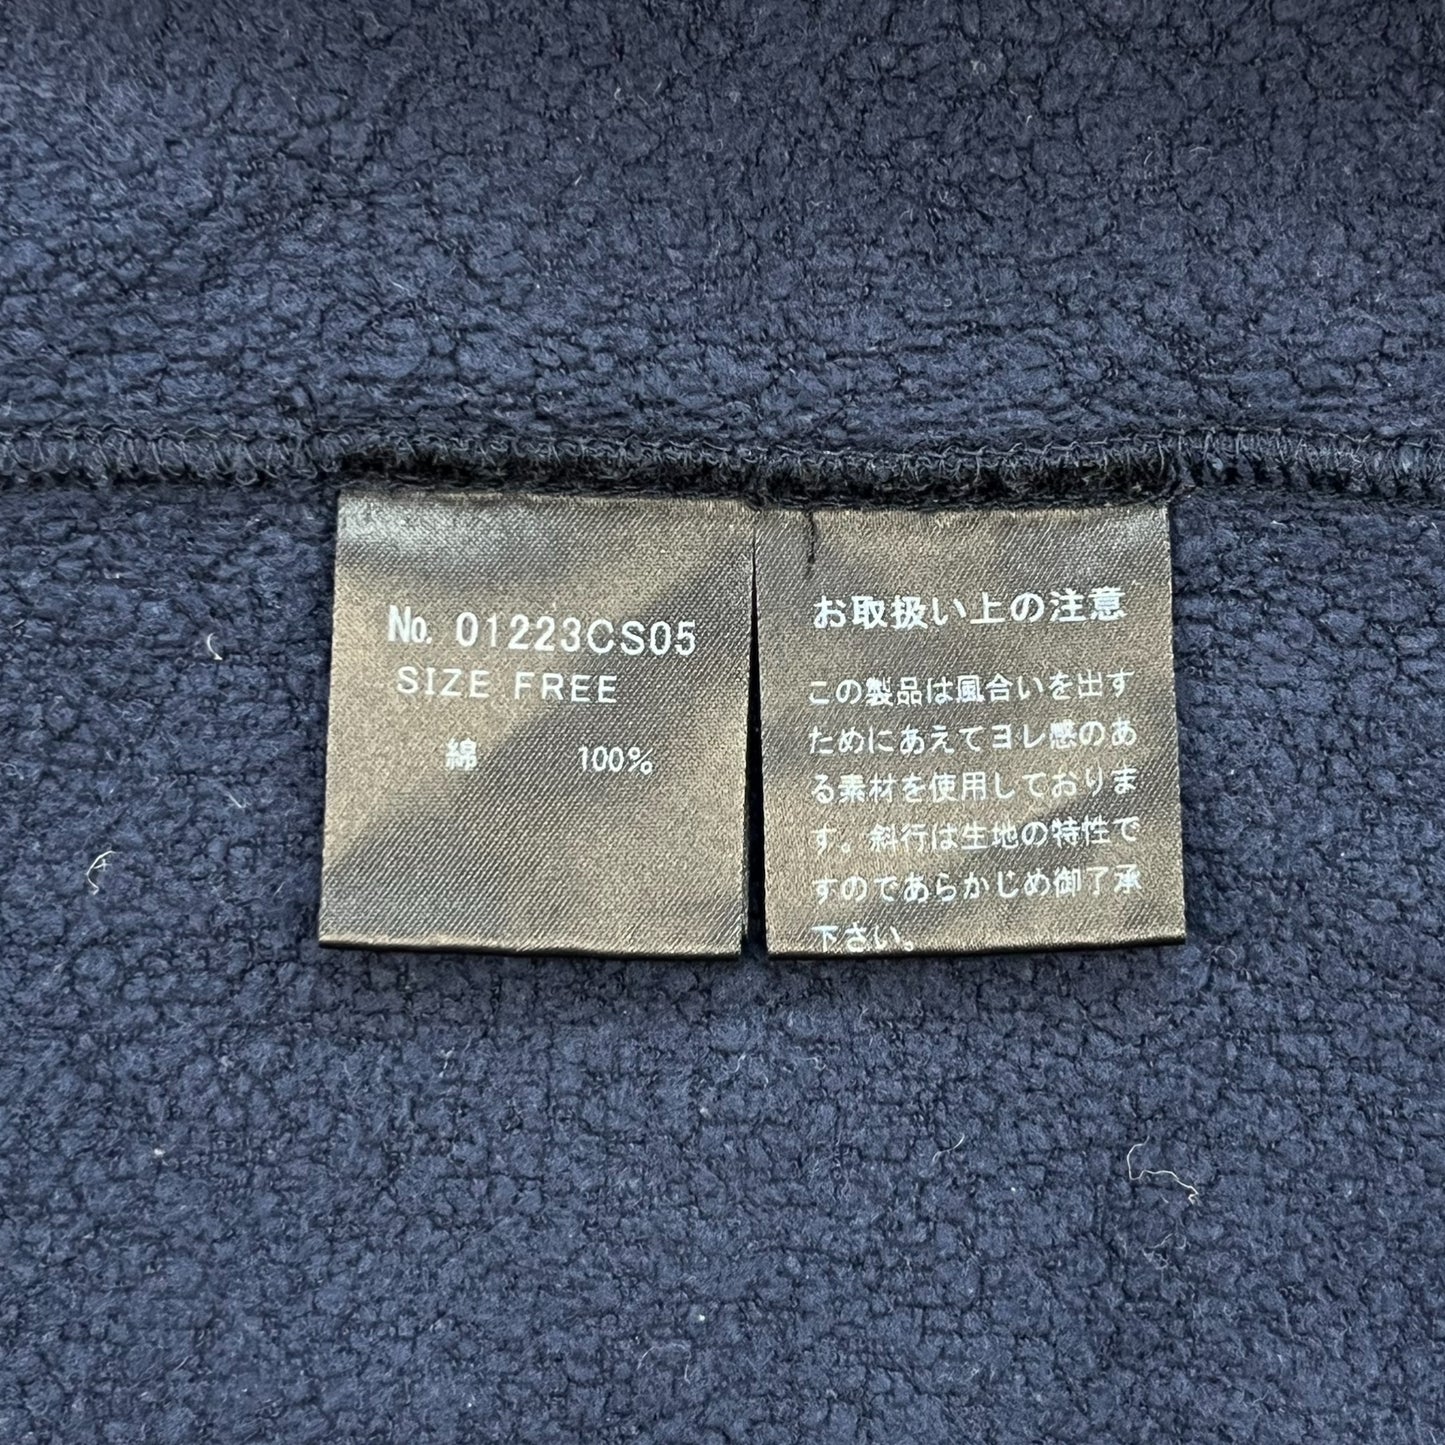 No. 01223CS05
SIZE FREE
綿 100%
お取扱い上の注意
この製品は風合いを出す
ためにあえてヨレ感のあ
る素材を使用しておりま
す。斜行は生地の特性で
すのであらかじめ御了承
下さい。